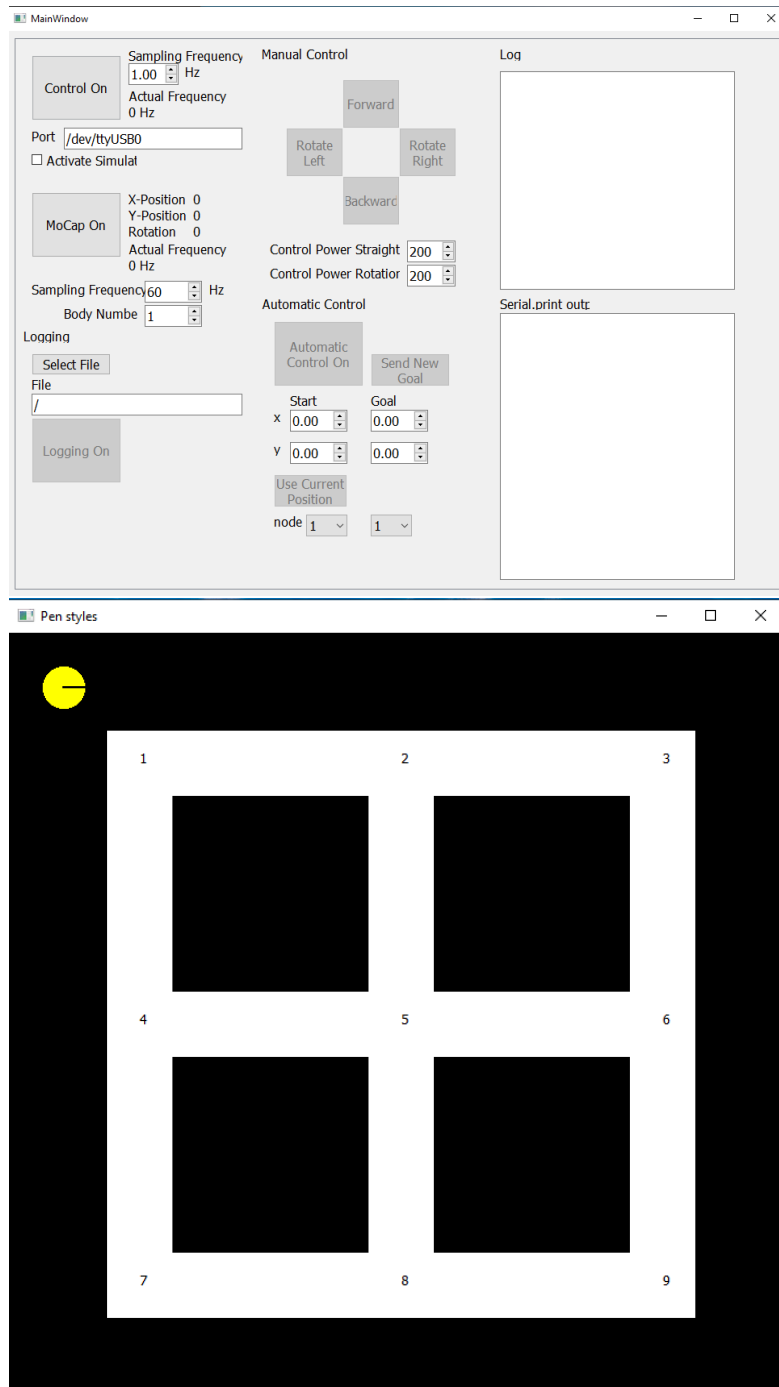 MainWindow
Control On
Sampling Frequency
1.00 Hz
Actual Frequency
0 Hz
Port /dev/ttyUSB0
Activate Simulat
MoCap On
X-Position 0
Y-Position 0
Rotation 0
Actual Frequency
0 Hz
Sampling Frequency 60 Hz
Body Numbe 1
Logging
Select File
File
/
Logging On
Manual Control
Forward
Rotate
Left
Rotate
Right
Backward
Control Power Straight 200
Control Power Rotation 200
Automatic Control
Automatic
Control On
Send New
Goal
Start Goal
x 0.00 0.00
y 0.00 0.00
Use Current
Position
node 1 1
Log
Serial.print outp
Pen styles
1 2 3
4 5 6
7 8 9